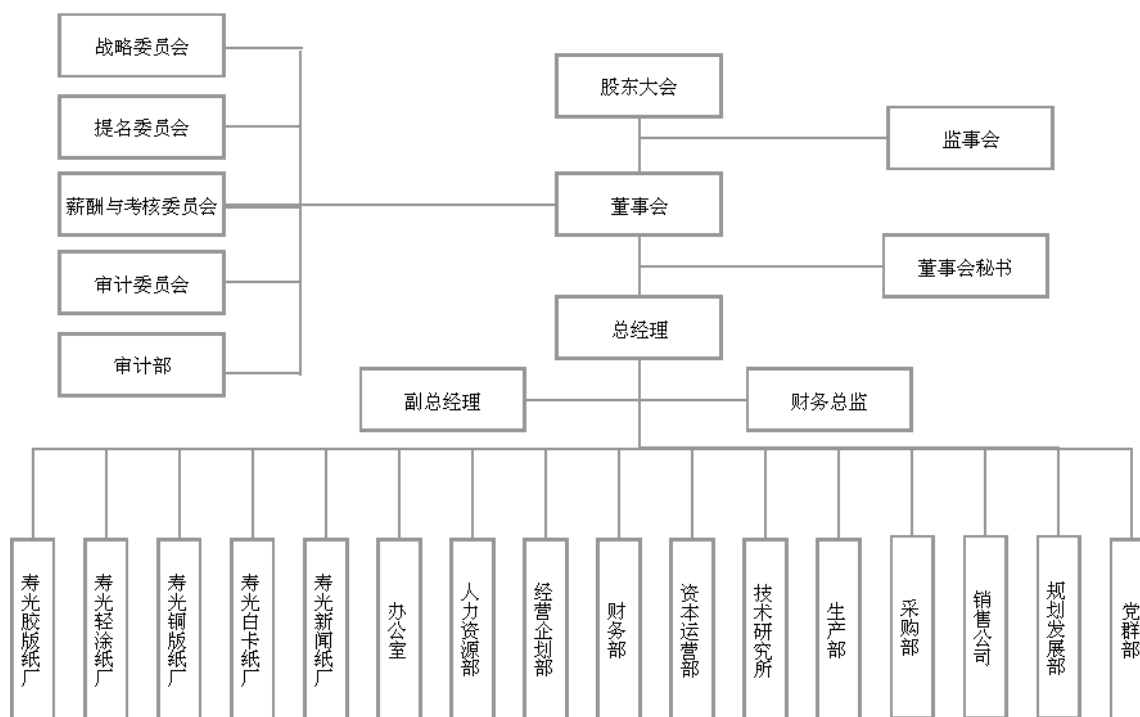 战略委员会
股东大会
提名委员会
监事会
薪酬与考核委员会
董事会
审计委员会
董事会秘书
总经理
审计部
副总经理
财务总监
寿光胶版纸厂
寿光轻涂纸厂
寿光铜版纸厂
寿光白卡纸厂
寿光新闻纸厂
办公室
人力资源部
经营企划部
财务部
资本运营部
技术研究所
生产部
采购部
销售公司
规划发展部
党群部